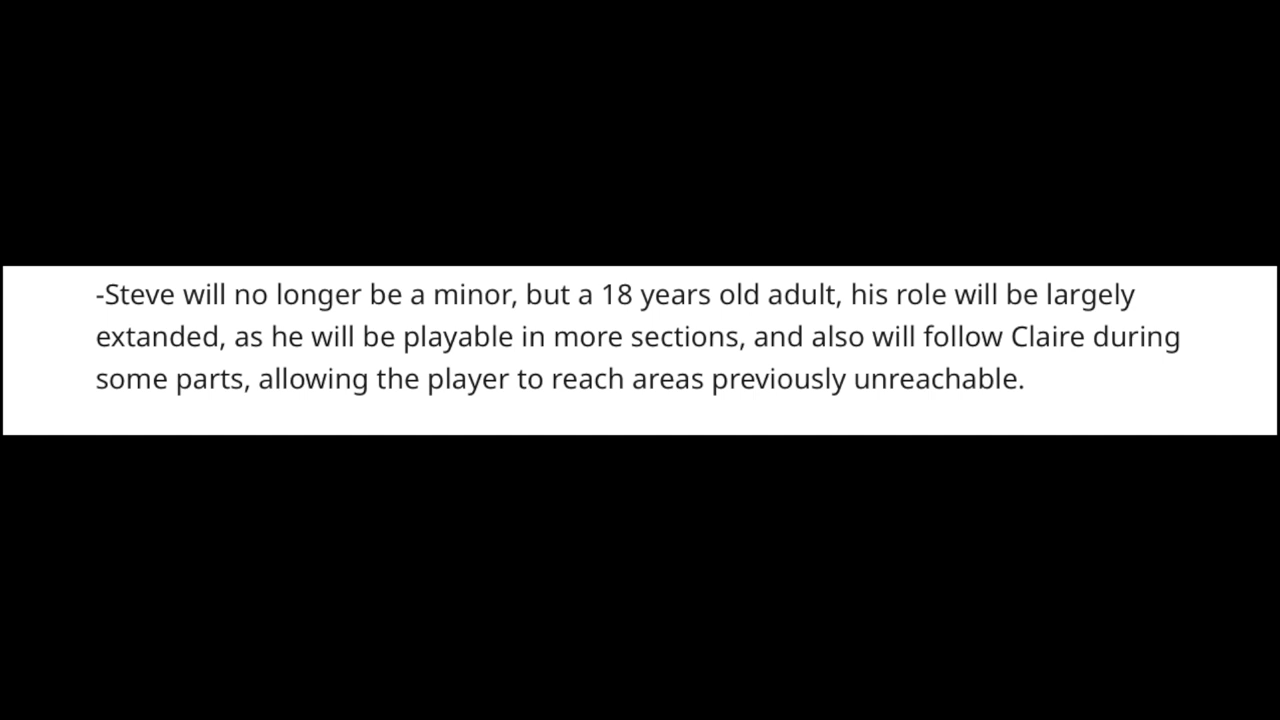 -Steve will no longer be a minor, but a 18 years old adult, his role will be largely
extanded, as he will be playable in more sections, and also will follow Claire during
some parts, allowing the player to reach areas previously unreachable.